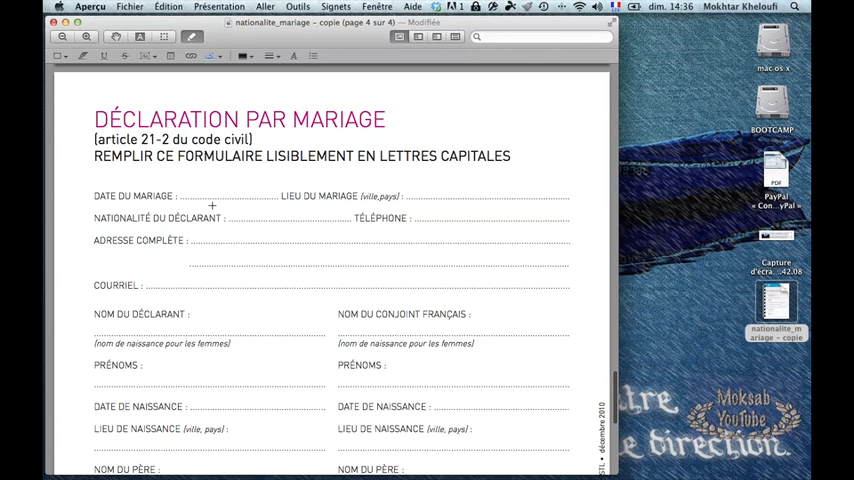 Aperçu Fichier Édition Présentation Aller Outils Signets Fenêtre Aide 1 dim. 14:36 Mokhtar Kheloufi
nationalite_mariage – copie (page 4 sur 4) – Modifiée
DÉCLARATION PAR MARIAGE
(article 21-2 du code civil)
REMPLIR CE FORMULAIRE LISIBLEMENT EN LETTRES CAPITALES
DATE DU MARIAGE : LIEU DU MARIAGE (ville,pays) :
NATIONALITÉ DU DÉCLARANT : TÉLÉPHONE :
ADRESSE COMPLÈTE :
COURRIEL :
NOM DU DÉCLARANT : NOM DU CONJOINT FRANÇAIS :
(nom de naissance pour les femmes) (nom de naissance pour les femmes)
PRÉNOMS : PRÉNOMS :
DATE DE NAISSANCE : DATE DE NAISSANCE :
LIEU DE NAISSANCE (ville, pays) : LIEU DE NAISSANCE (ville, pays) :
NOM DU PÈRE : NOM DU PÈRE :
STL • décembre 2010
mac os x
BOOTCAMP
PDF
PayPal
« Con...yPal »
Capture
d'écra...42.08
nationalite_m
ariage – copie
Moksab
YouTube
direction.